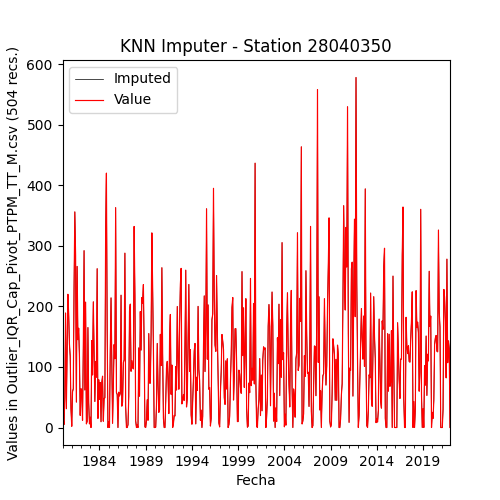 KNN Imputer - Station 28040350
Imputed
Value
Values in Outlier_IQR_Cap_Pivot_PTPM_TT_M.csv (504 recs.)
600
500
400
300
200
100
0
1984 1989 1994 1999 2004 2009 2014 2019
Fecha